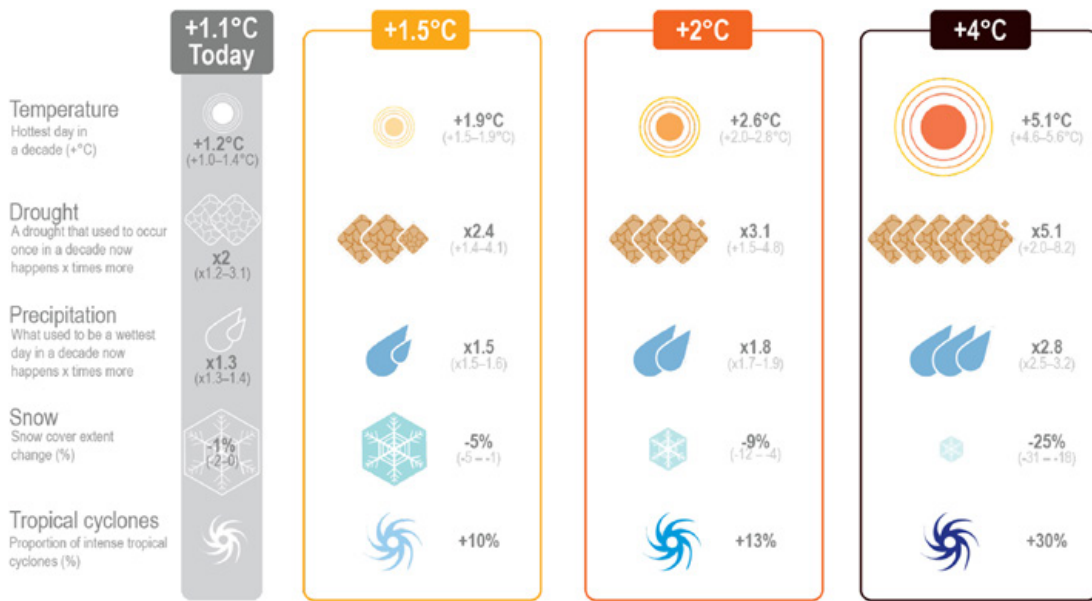 +1.1°C
Today
+1.5°C
+2°C
+4°C
Temperature
Hottest day in
a decade (+°C)
+1.2°C
(+1.0–1.4°C)
+1.9°C
(+1.5–1.9°C)
+2.6°C
(+2.0–2.8°C)
+5.1°C
(+4.6–5.6°C)
Drought
A drought that used to occur
once in a decade now
happens x times more
x2
(x1.2–3.1)
x2.4
(+1.4–4.1)
x3.1
(+1.5–4.8)
x5.1
(+2.0–8.2)
Precipitation
What used to be a wettest
day in a decade now
happens x times more
x1.3
(x1.3–1.4)
x1.5
(x1.5–1.6)
x1.8
(x1.7–1.9)
x2.8
(x2.5–3.2)
Snow
Snow cover extent
change (%)
-1%
(-2–0)
-5%
(-5 – -1)
-9%
(-12 – -4)
-25%
(-31 – -18)
Tropical cyclones
Proportion of intense tropical
cyclones (%)
+10%
+13%
+30%